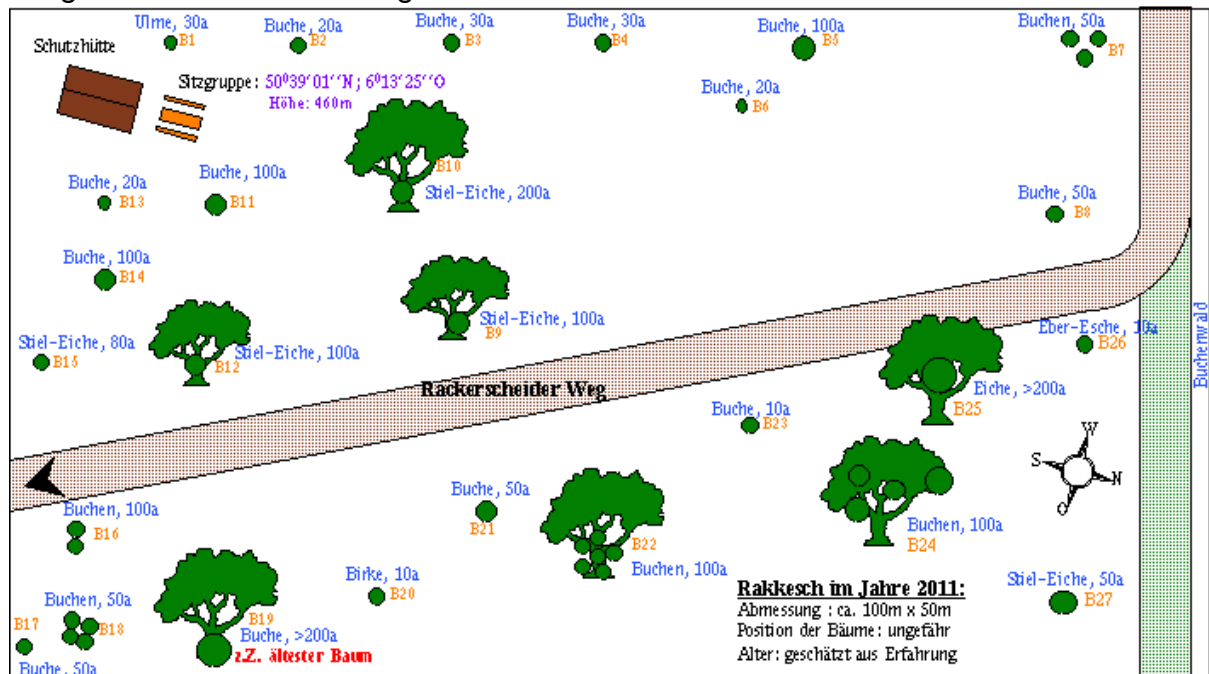 Ulme, 30a
B1
Buche, 20a
B2
Buche, 30a
B3
Buche, 30a
B4
Buche, 100a
B5
Buchen, 50a
B7
Schutzhütte
Sitzgruppe: 50°39'01''N; 6°13'25''O
Höhe: 460m
Buche, 20a
B6
B10
Stiel-Eiche, 200a
Buche, 20a
B13
Buche, 100a
B11
Buche, 50a
B8
Buche, 100a
B14
Stiel-Eiche, 100a
B9
Stiel-Eiche, 80a
B15
Stiel-Eiche, 100a
B12
Eber-Esche, 10a
B26
Buchenwald
Rackerscheider Weg
Eiche, >200a
B25
Buche, 10a
B23
W
S
N
O
Buche, 50a
B21
Buchen, 100a
B16
B22
Buchen, 100a
Buchen, 100a
B24
Birke, 10a
B20
Stiel-Eiche, 50a
B27
Buchen, 50a
B18
B17
Buche, 50a
B19
Buche, >200a
z.Z. ältester Baum
Rakkesch im Jahre 2011:
Abmessung : ca. 100m x 50m
Position der Bäume: ungefähr
Alter: geschätzt aus Erfahrung